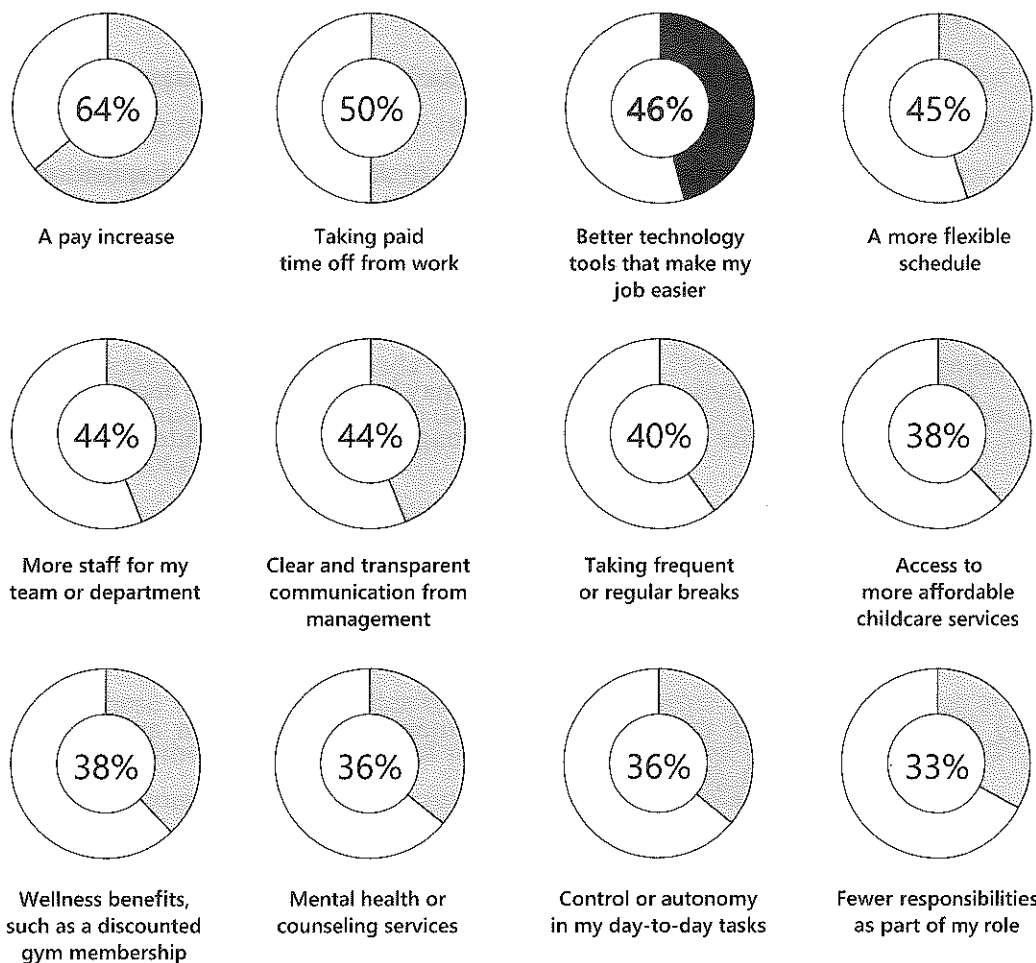 64%
A pay increase
50%
Taking paid
time off from work
46%
Better technology
tools that make my
job easier
45%
A more flexible
schedule
44%
More staff for my
team or department
44%
Clear and transparent
communication from
management
40%
Taking frequent
or regular breaks
38%
Access to
more affordable
childcare services
38%
Wellness benefits,
such as a discounted
gym membership
36%
Mental health or
counseling services
36%
Control or autonomy
in my day-to-day tasks
33%
Fewer responsibilities
as part of my role